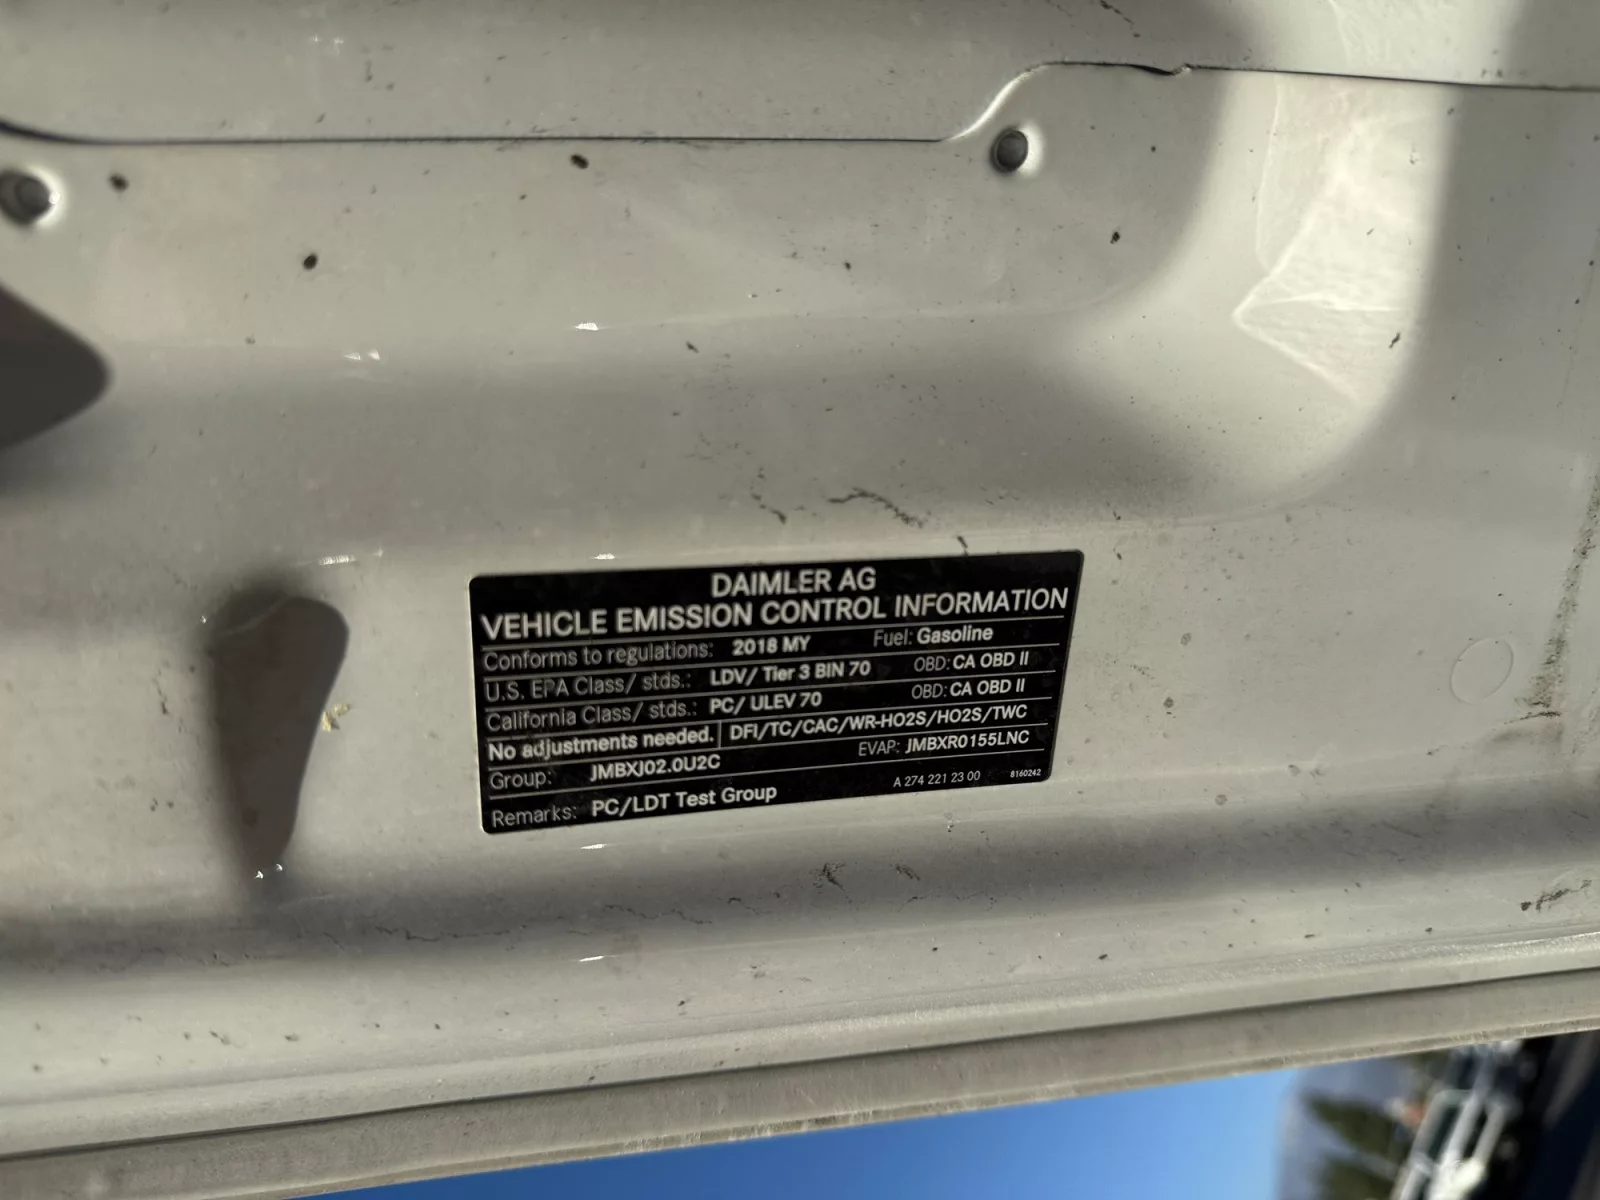 DAIMLER AG
VEHICLE EMISSION CONTROL INFORMATION
Conforms to regulations: 2018 MY Fuel: Gasoline
U.S. EPA Class/ stds.: LDV/ Tier 3 BIN 70 OBD: CA OBD II
California Class/ stds.: PC/ ULEV 70 OBD: CA OBD II
No adjustments needed. DFI/TC/CAC/WR-HO2S/HO2S/TWC
Group: JMBXJ02.0U2C EVAP: JMBXR0155LNC
Remarks: PC/LDT Test Group A 274 221 23 00 8160242